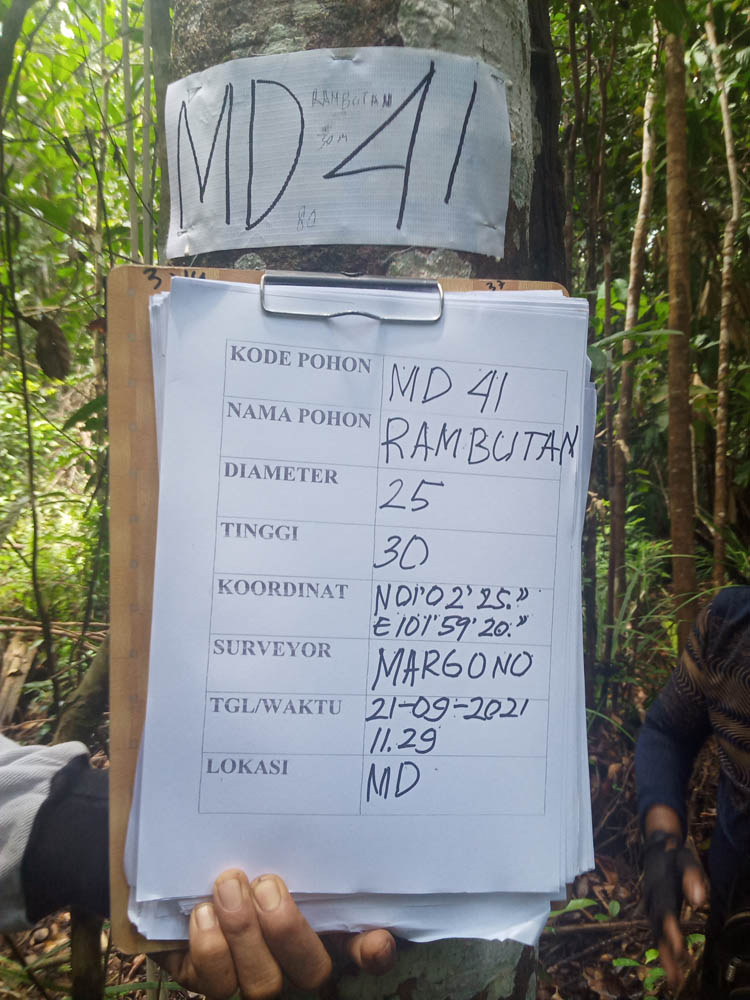 MD 41
RAMBUTAN
30 M
80
KODE POHON MD 41
NAMA POHON RAMBUTAN
DIAMETER 25
TINGGI 30
KOORDINAT N01°02'25."
E101°59'20."
SURVEYOR MARGONO
TGL/WAKTU 21-09-2021
11.29
LOKASI MD